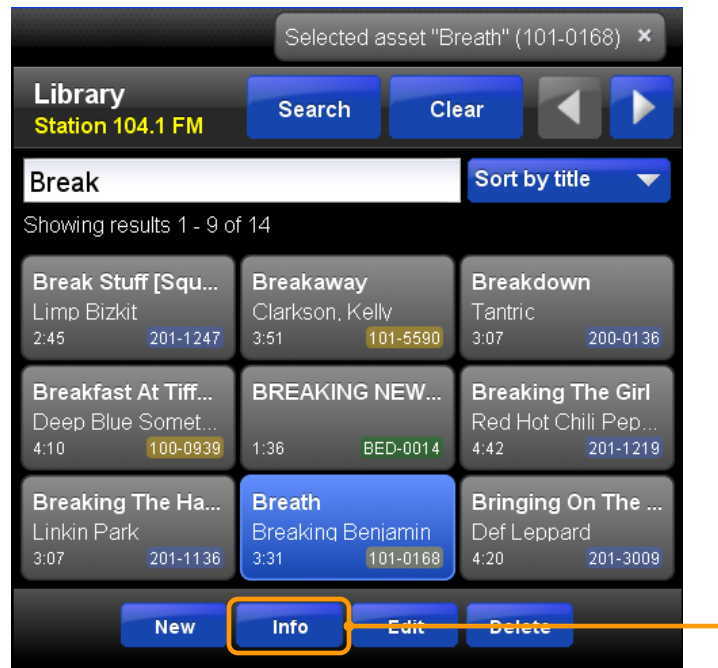 Selected asset "Breath" (101-0168) ×
Library
Station 104.1 FM
Search
Clear
Break
Sort by title
Showing results 1 - 9 of 14
Break Stuff [Squ...
Limp Bizkit
2:45 201-1247
Breakaway
Clarkson, Kelly
3:51 101-5590
Breakdown
Tantric
3:07 200-0136
Breakfast At Tiff...
Deep Blue Somet...
4:10 100-0939
BREAKING NEW...
1:36 BED-0014
Breaking The Girl
Red Hot Chili Pep...
4:42 201-1219
Breaking The Ha...
Linkin Park
3:07 201-1136
Breath
Breaking Benjamin
3:31 101-0168
Bringing On The ...
Def Leppard
4:20 201-3009
New
Info
Edit
Delete